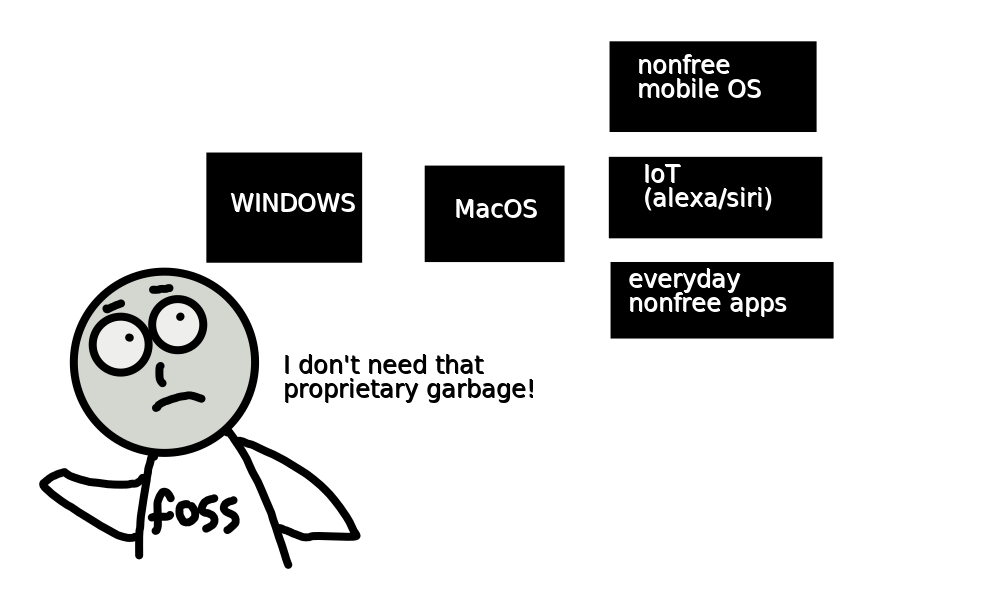 nonfree
mobile OS
IoT
(alexa/siri)
WINDOWS
MacOS
everyday
nonfree apps
I don't need that
proprietary garbage!
foss